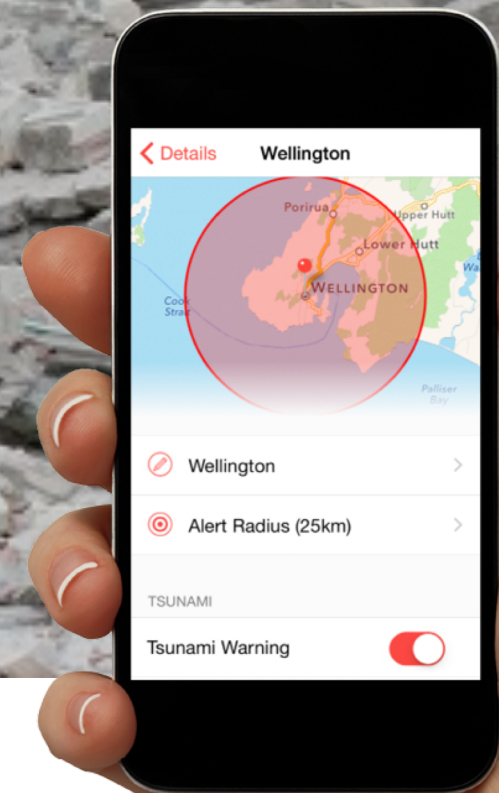 Details
Wellington
Porirua
Upper Hutt
Lower Hutt
WELLINGTON
Cook
Strait
Palliser
Bay
Wellington
Alert Radius (25km)
TSUNAMI
Tsunami Warning